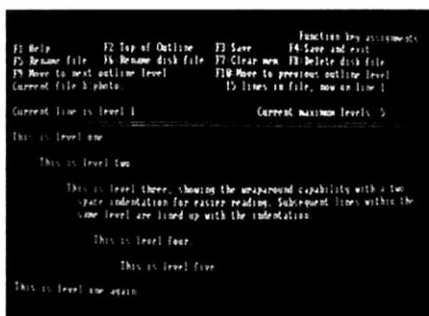 Function key assignments
F1 Help F2 Top of Outline F3 Save F4-Save and exit
F5 Rename file F6 Rename disk file F7 Clear mem F8 Delete disk file
F9 Move to next outline level F10 Move to previous outline level
Current file b:photo. 15 lines in file, now on line 1
Current line is level 1 Current maximum levels 5
This is level one
This is level two
This is level three, showing the wraparound capability with a two
space indentation for easier reading. Subsequent lines within the
same level are lined up with the indentation.
This is level four.
This is level five
This is level one again.